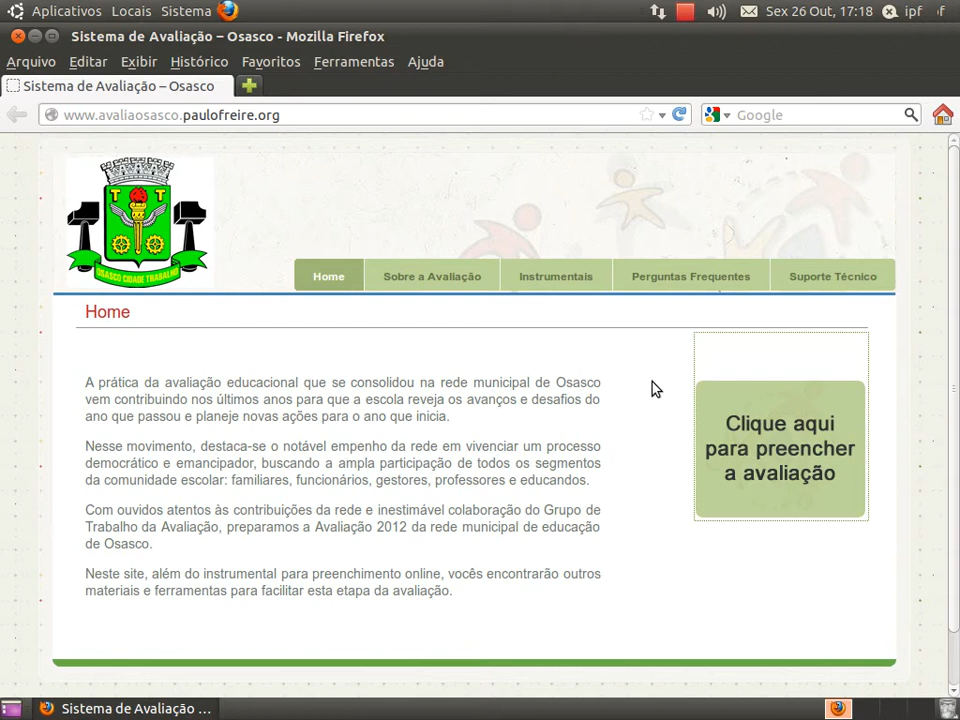 Aplicativos Locais Sistema Sex 26 Out, 17:18 ipf
Sistema de Avaliação – Osasco - Mozilla Firefox
Arquivo Editar Exibir Histórico Favoritos Ferramentas Ajuda
Sistema de Avaliação – Osasco
www.avaliaosasco.paulofreire.org Google
T T
OSASCO CIDADE TRABALHO
Home Sobre a Avaliação Instrumentais Perguntas Frequentes Suporte Técnico
Home
A prática da avaliação educacional que se consolidou na rede municipal de Osasco
vem contribuindo nos últimos anos para que a escola reveja os avanços e desafios do
ano que passou e planeje novas ações para o ano que inicia.
Nesse movimento, destaca-se o notável empenho da rede em vivenciar um processo
democrático e emancipador, buscando a ampla participação de todos os segmentos
da comunidade escolar: familiares, funcionários, gestores, professores e educandos.
Com ouvidos atentos às contribuições da rede e inestimável colaboração do Grupo de
Trabalho da Avaliação, preparamos a Avaliação 2012 da rede municipal de educação
de Osasco.
Neste site, além do instrumental para preenchimento online, vocês encontrarão outros
materiais e ferramentas para facilitar esta etapa da avaliação.
Clique aqui
para preencher
a avaliação
Sistema de Avaliação ...